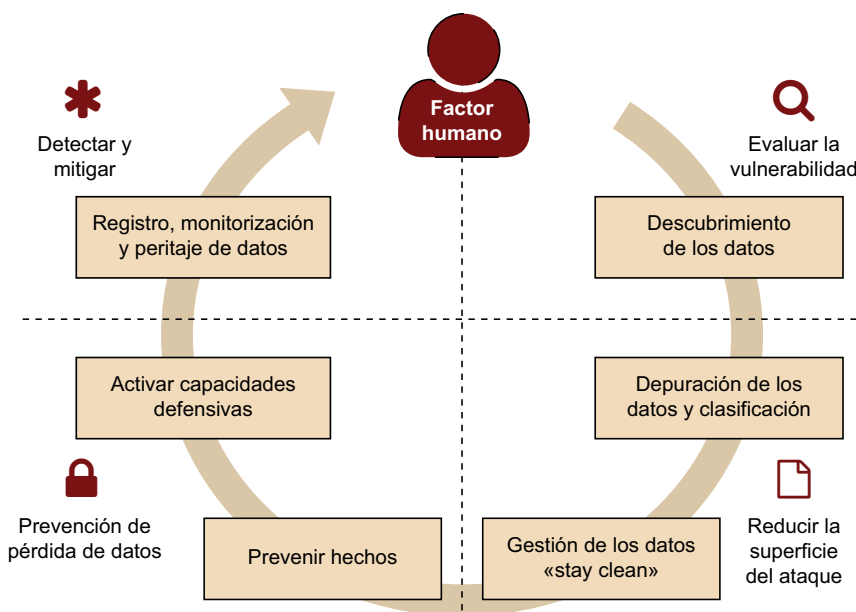 Factor
humano
Detectar y
mitigar
Evaluar la
vulnerabilidad
Registro, monitorización
y peritaje de datos
Descubrimiento
de los datos
Activar capacidades
defensivas
Depuración de los
datos y clasificación
Prevención de
pérdida de datos
Prevenir hechos
Gestión de los datos
«stay clean»
Reducir la
superficie
del ataque